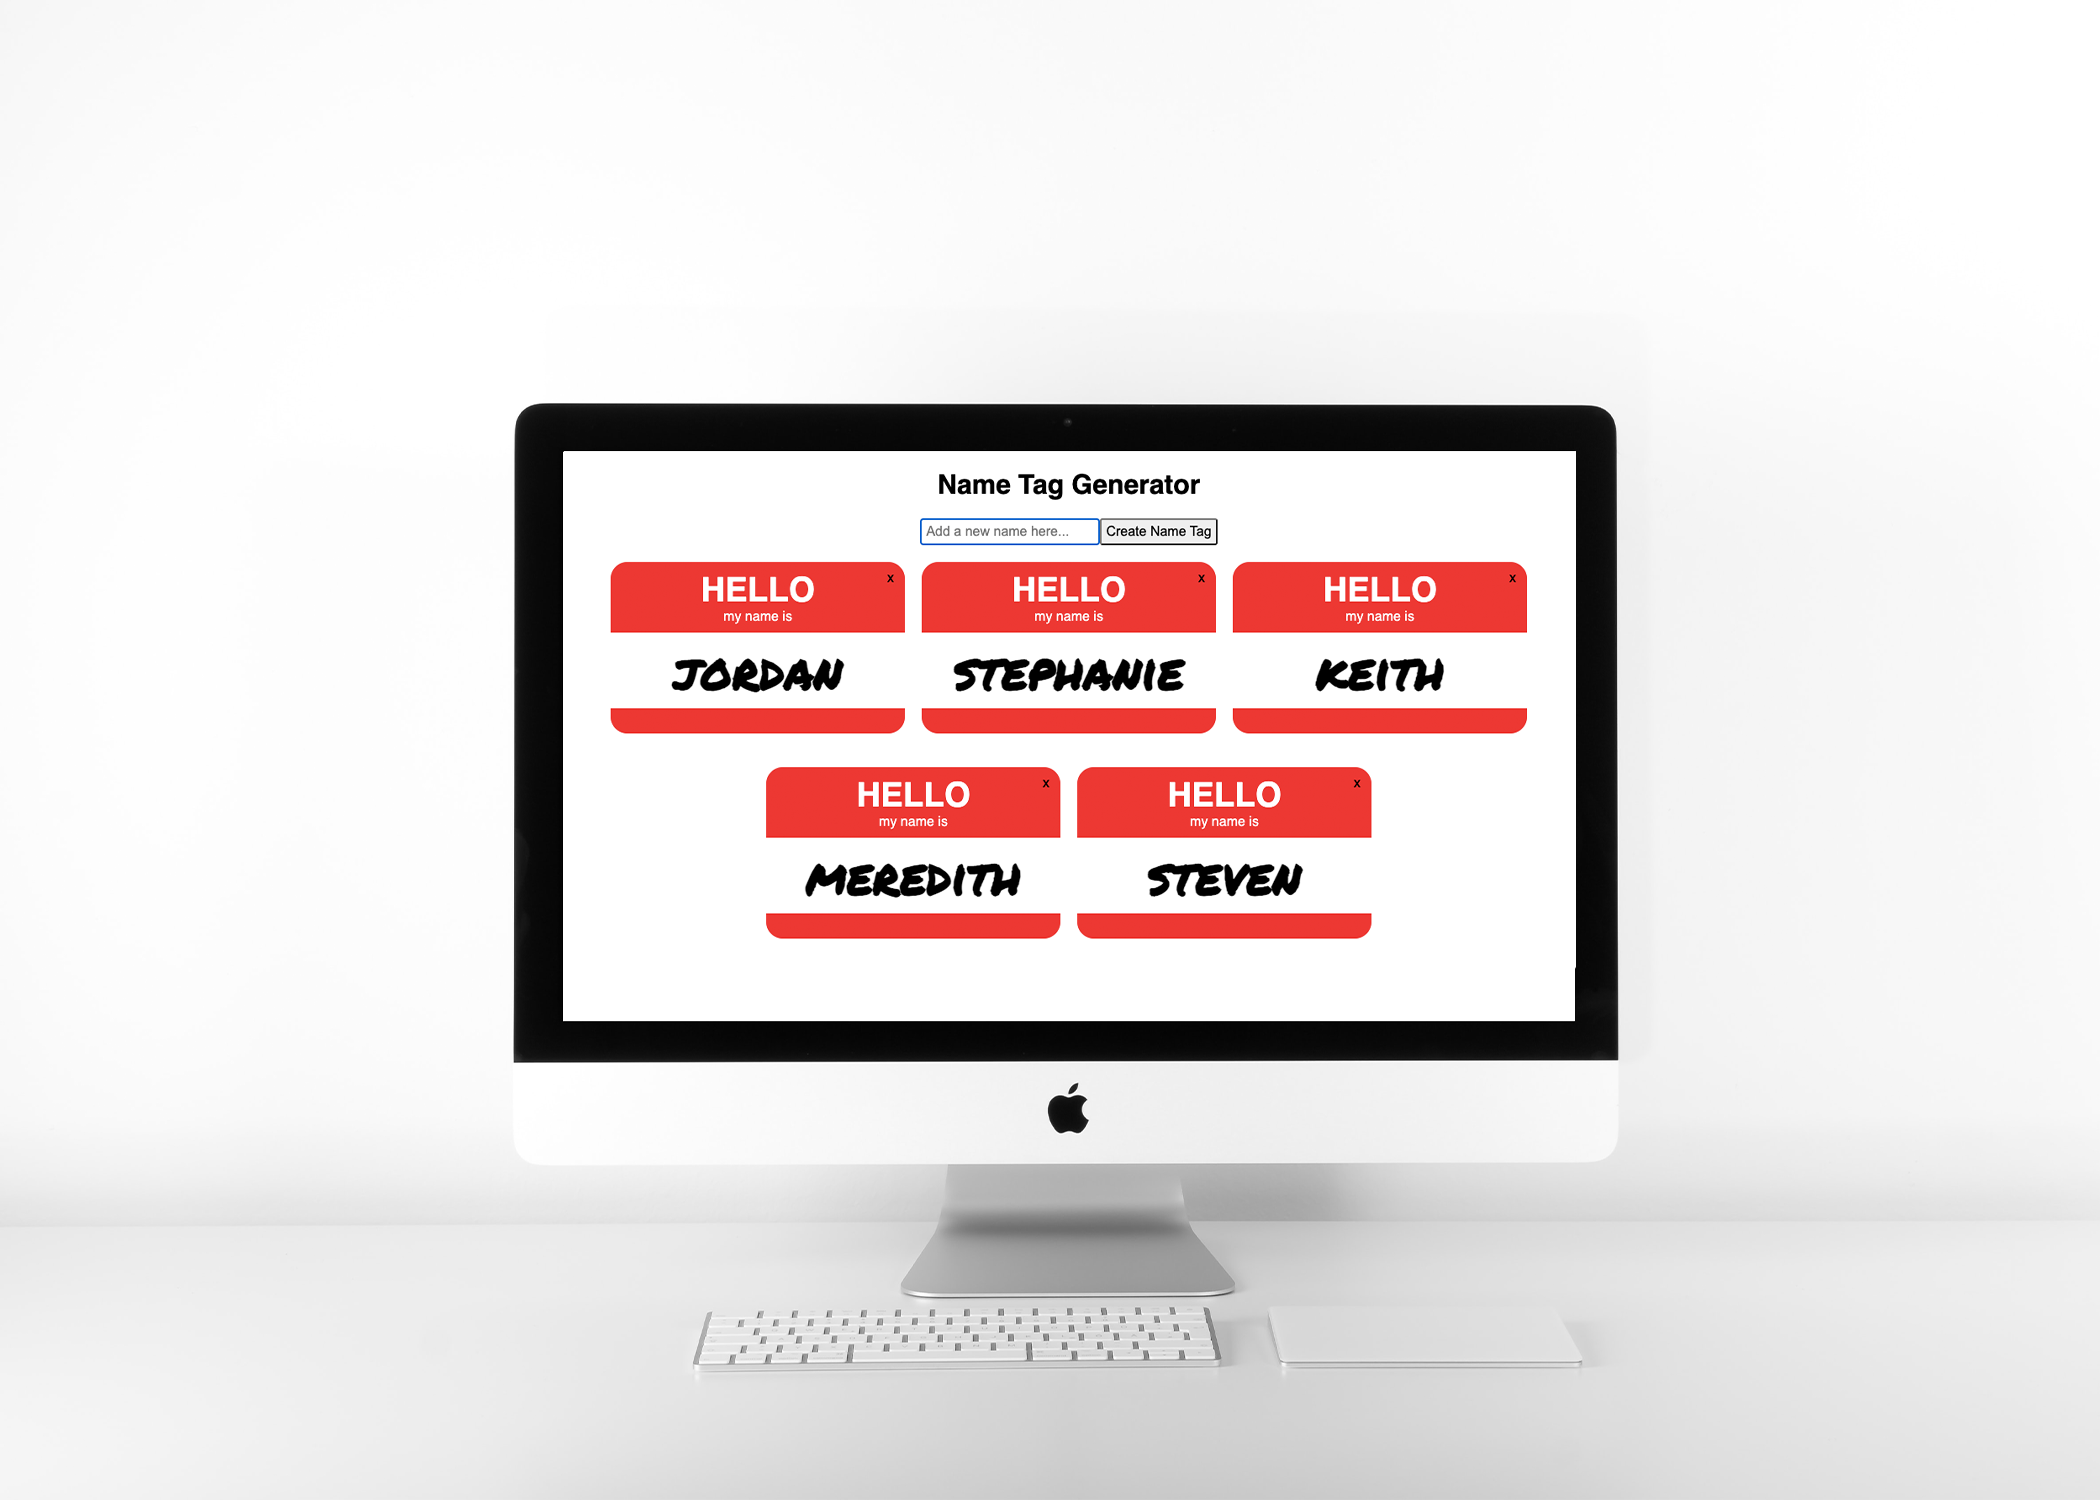 Name Tag Generator
Add a new name here... Create Name Tag
HELLO x HELLO x HELLO x
my name is my name is my name is
JORDAN STEPHANIE KEITH
HELLO x HELLO x
my name is my name is
MEREDITH STEVEN